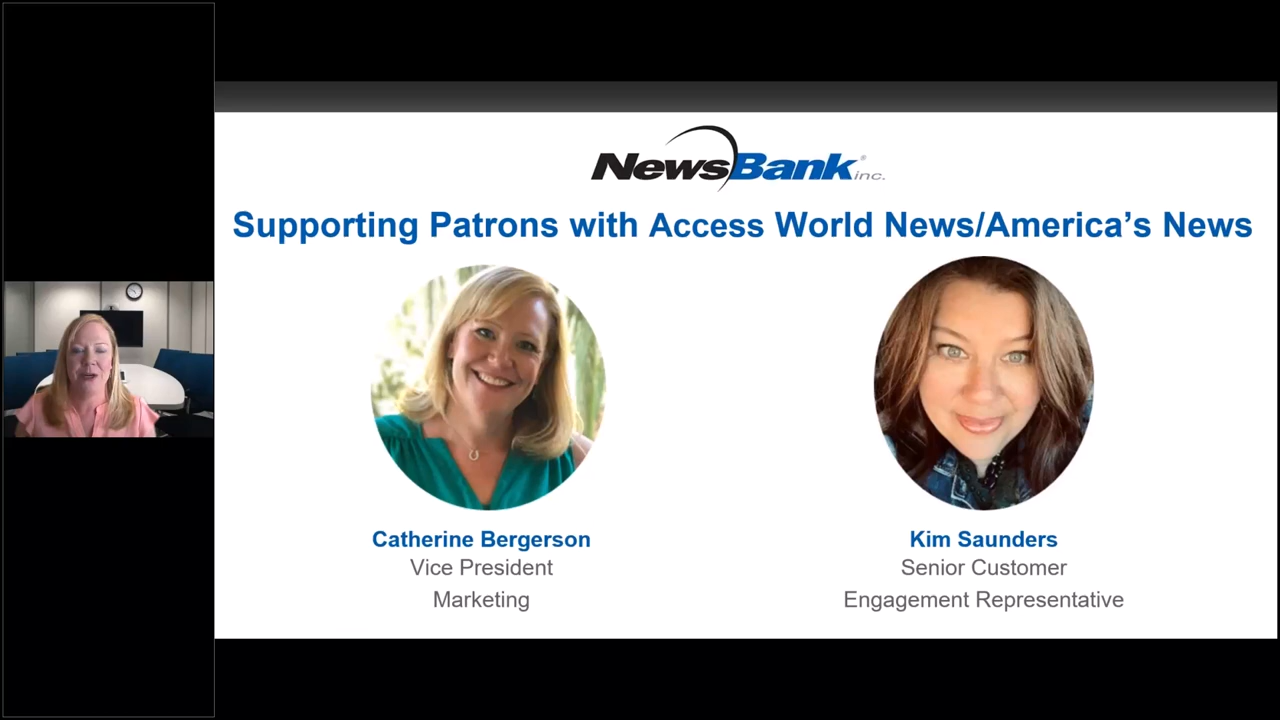 NewsBank® inc.
Supporting Patrons with Access World News/America's News
Catherine Bergerson
Vice President
Marketing
Kim Saunders
Senior Customer
Engagement Representative